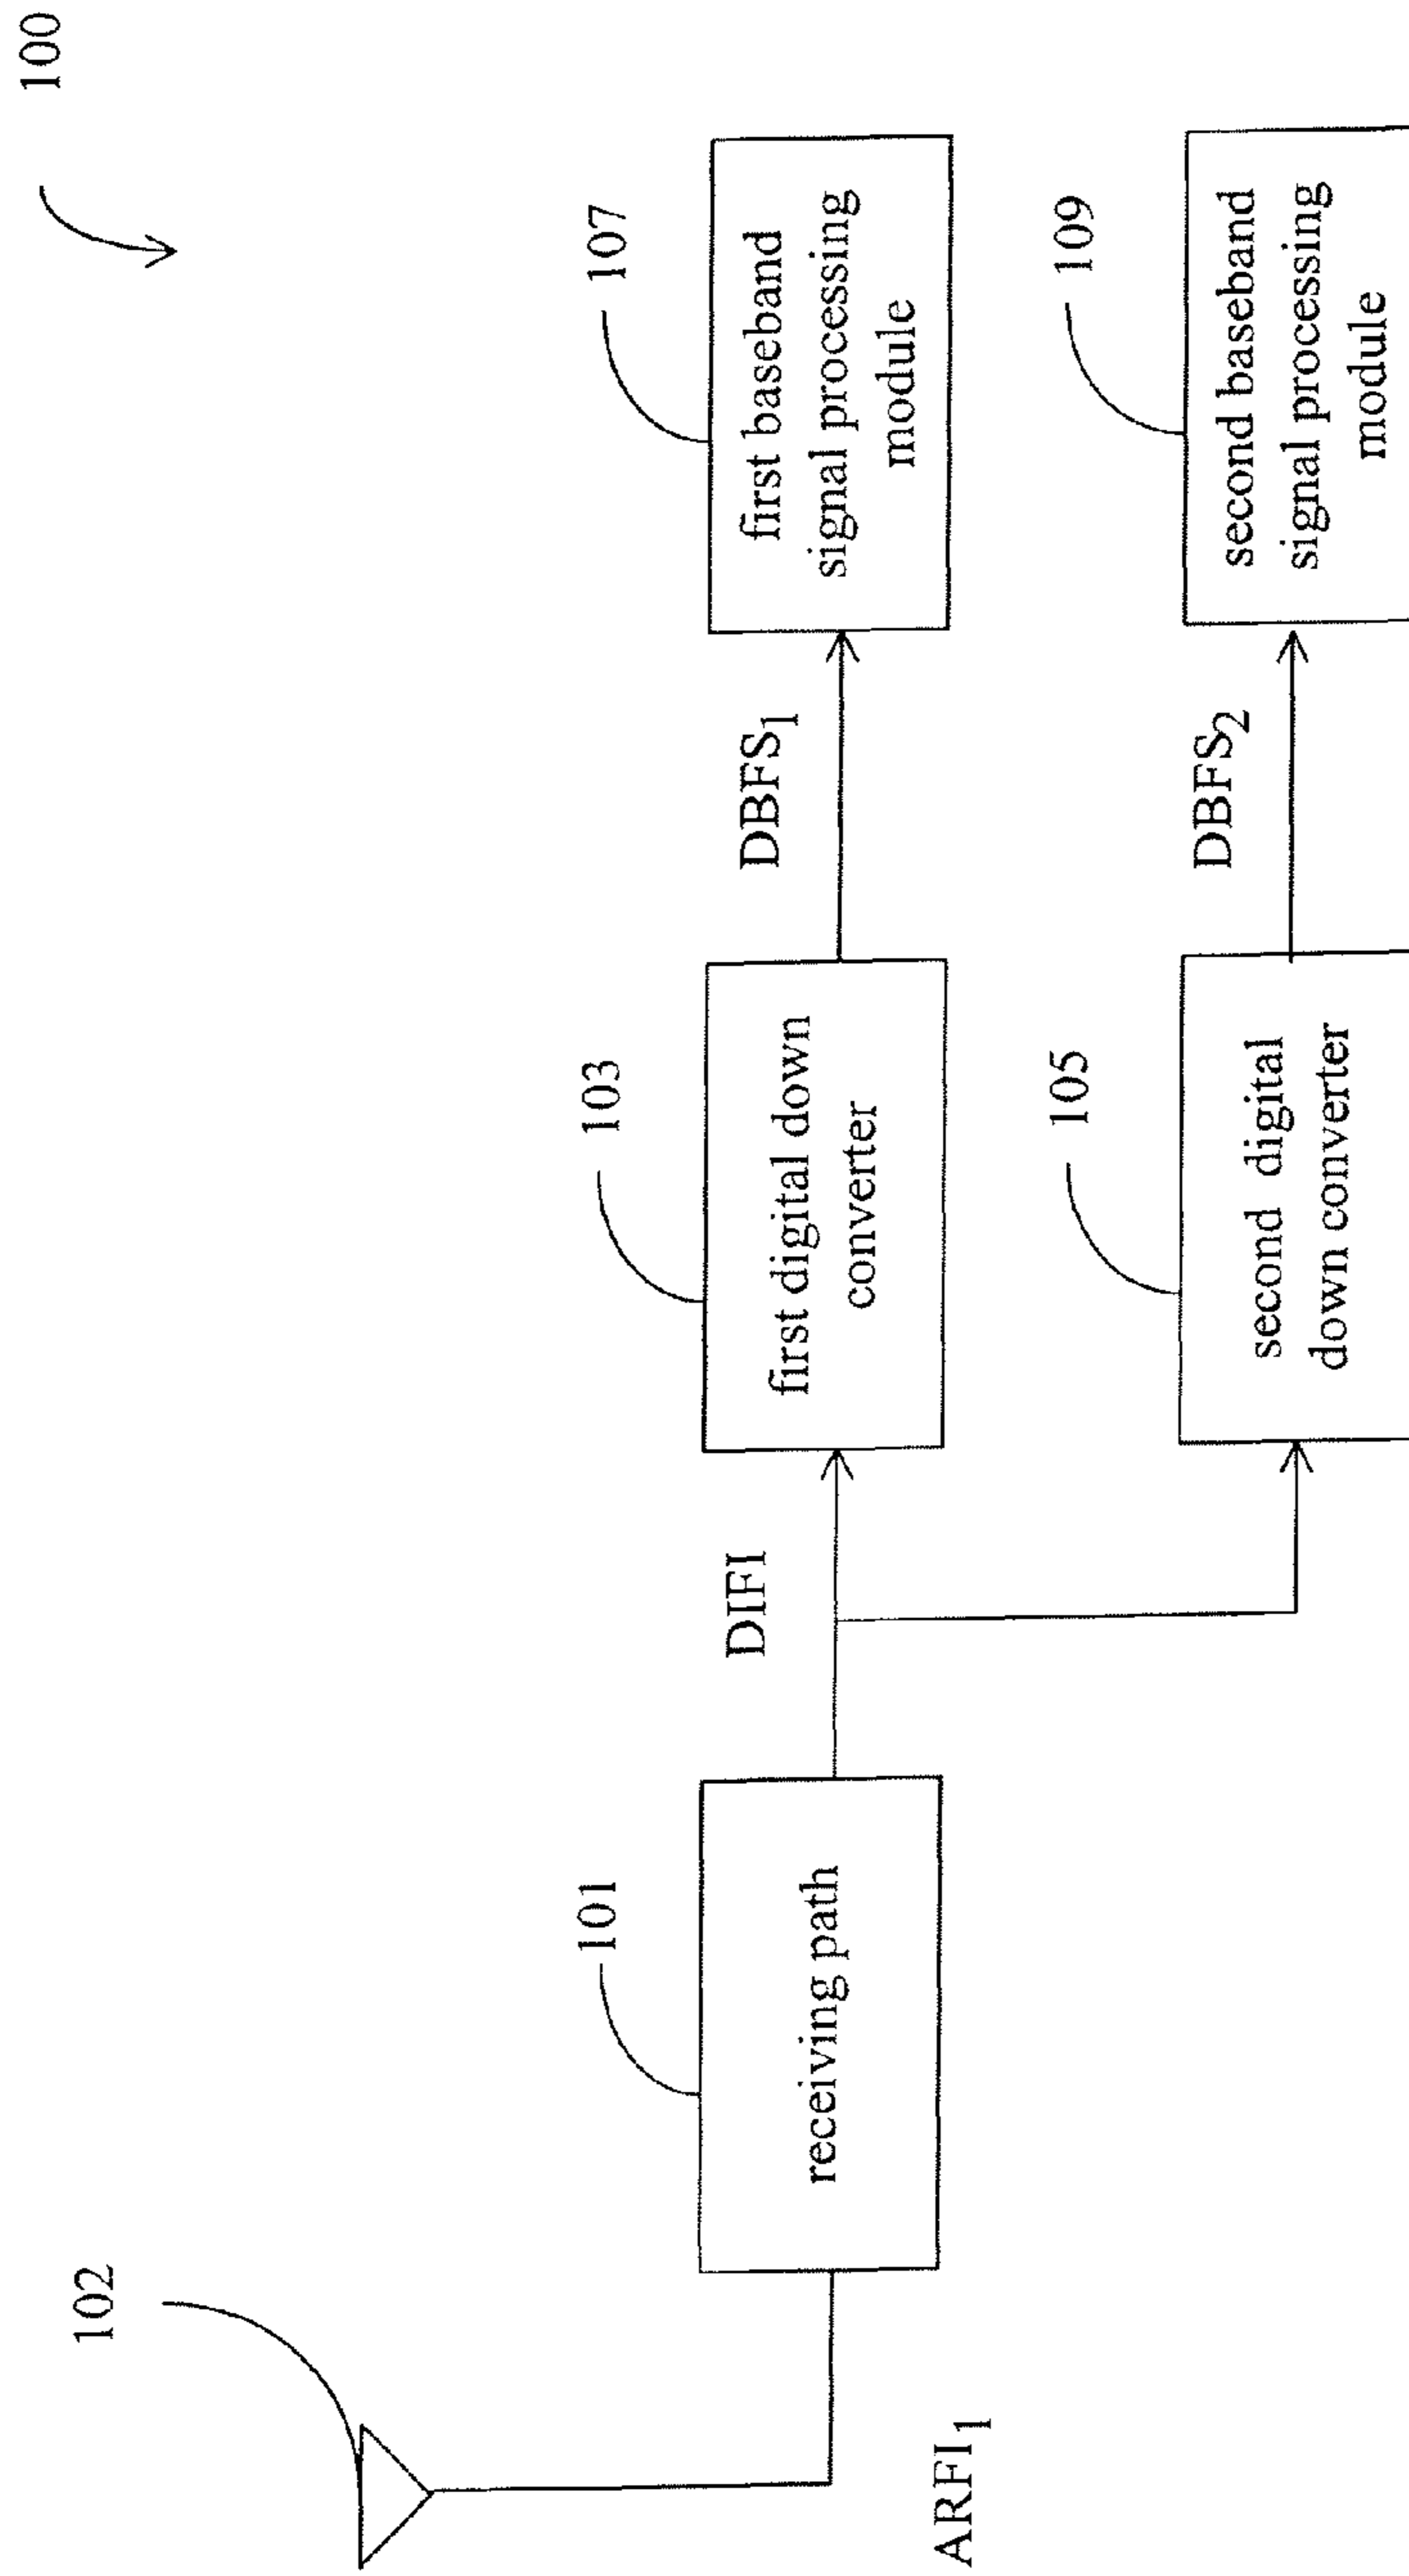 100
102
101
receiving path
ARFI1
DIFI
103
first digital down
converter
DBFS1
107
first baseband
signal processing
module
105
second digital
down converter
DBFS2
109
second baseband
signal processing
module